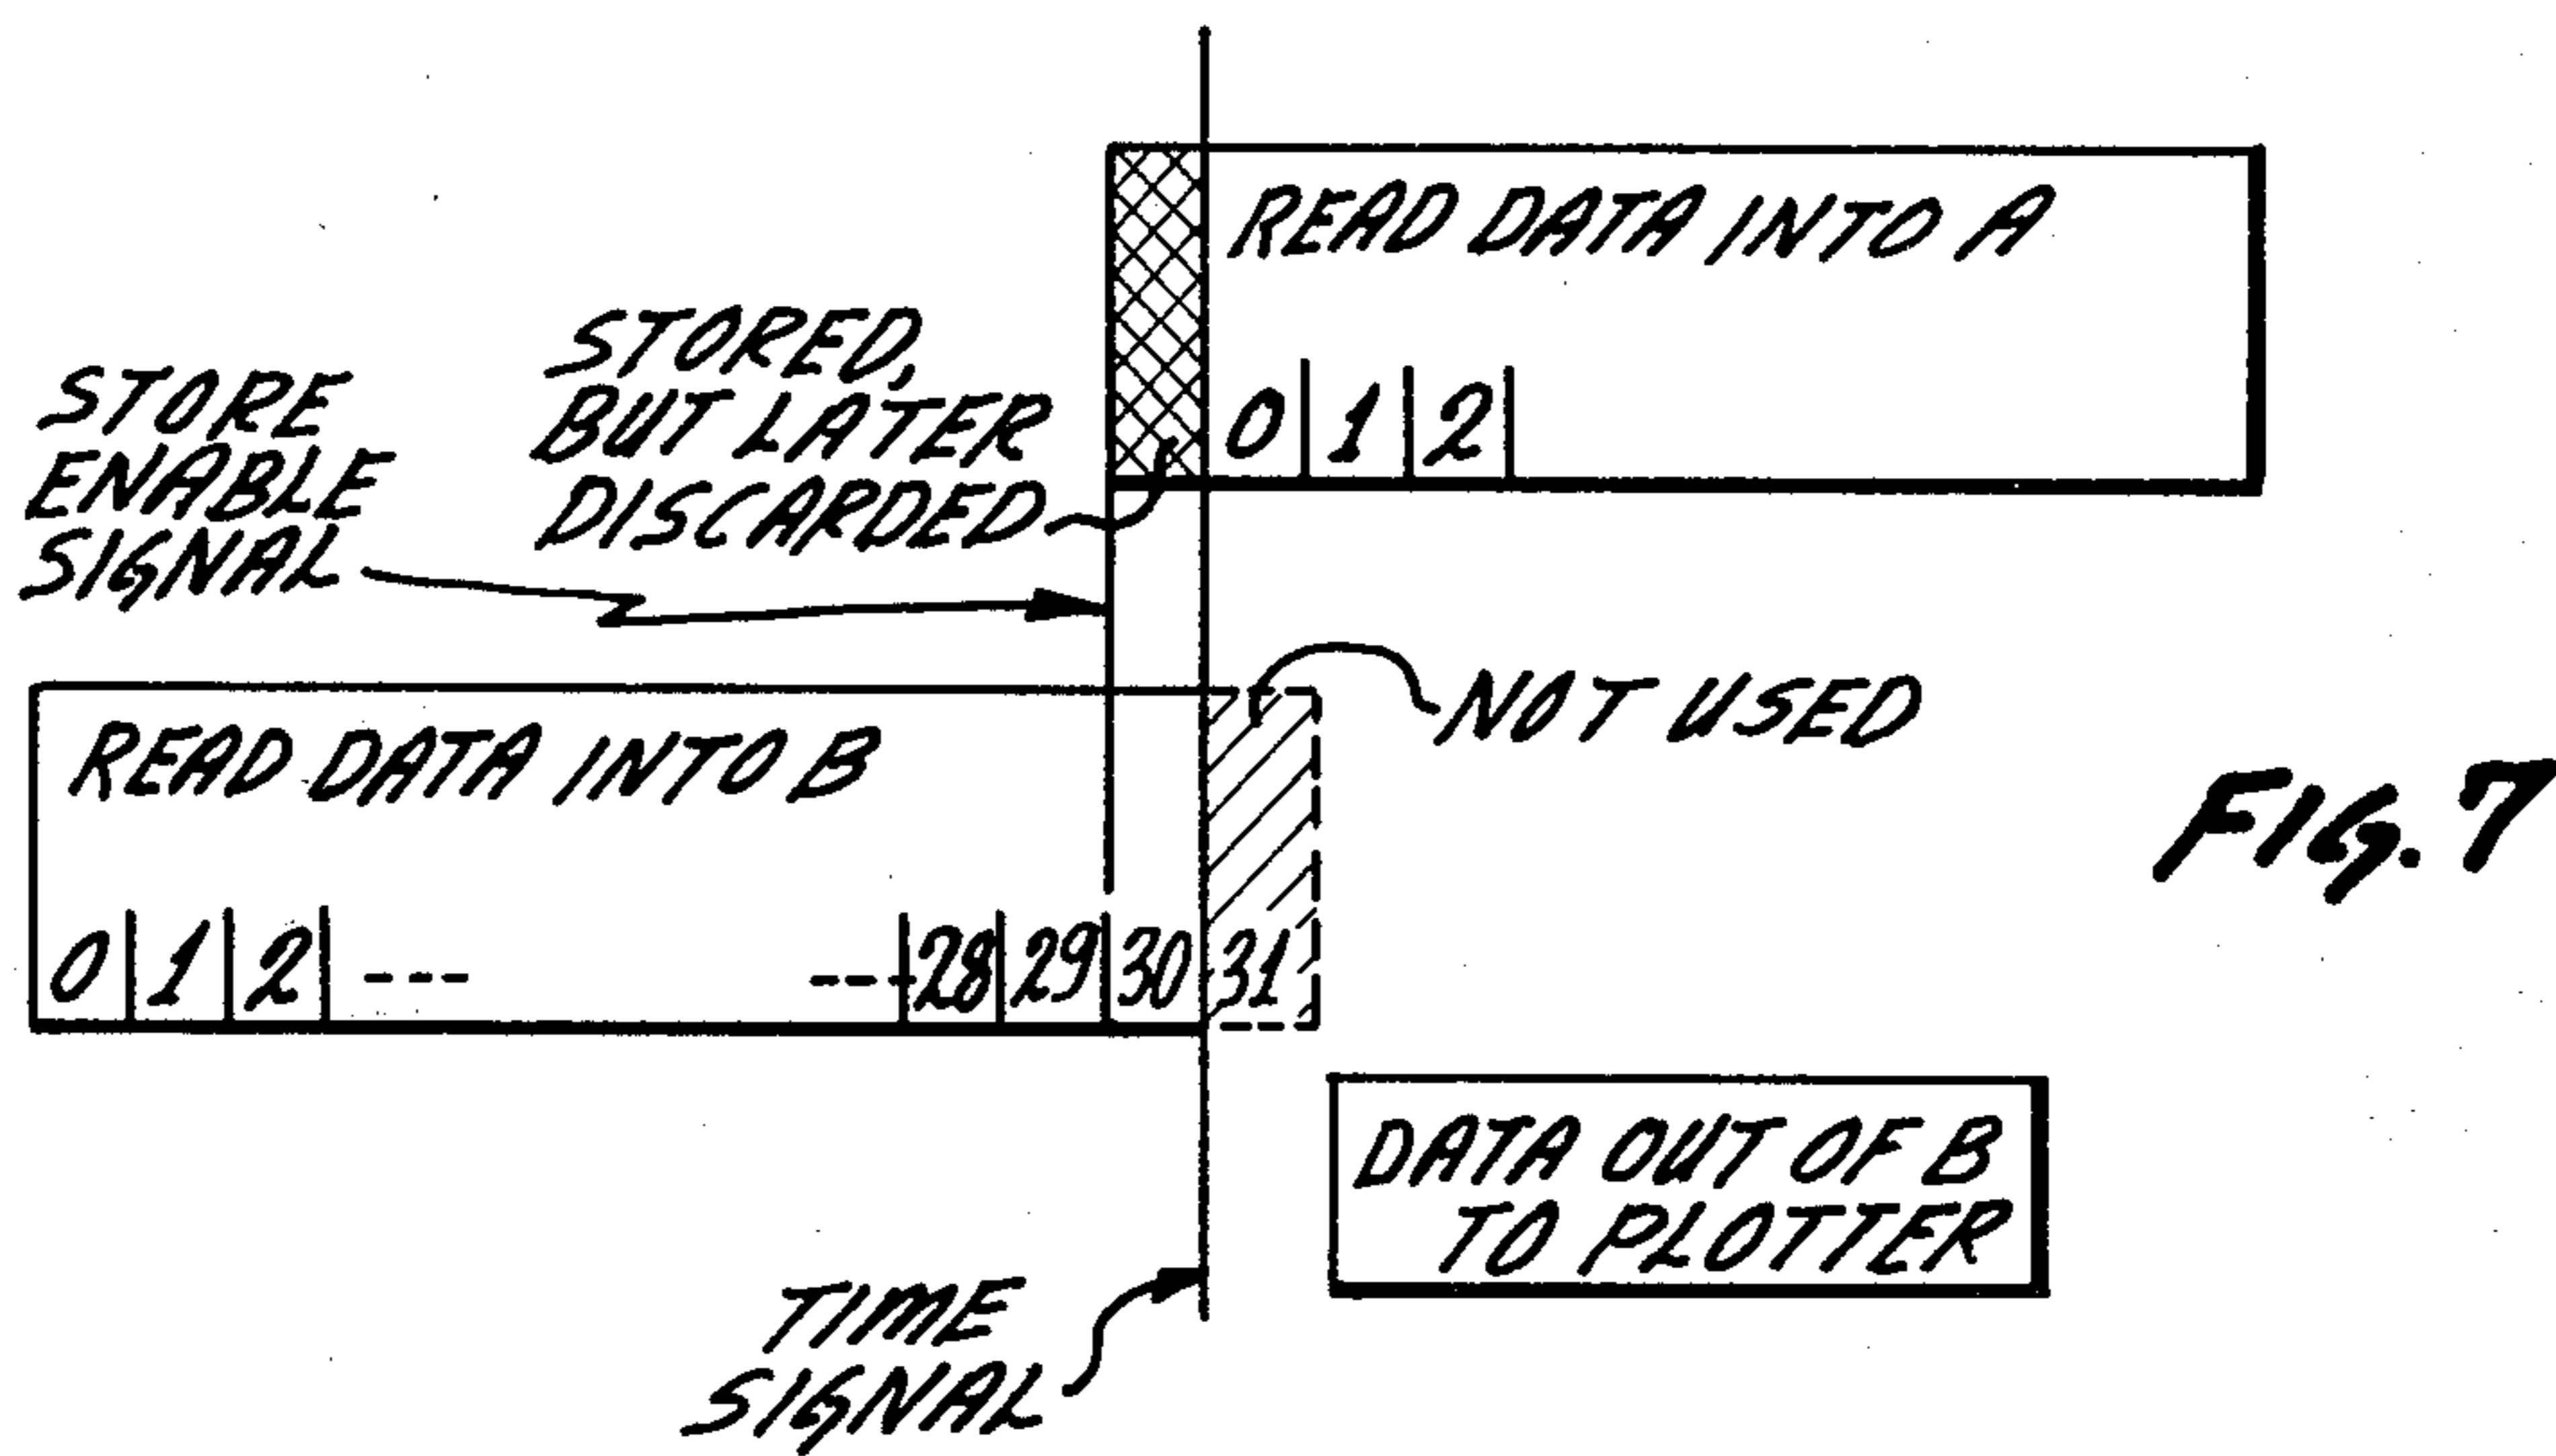 READ DATA INTO A
0 1 2
STORED,
BUT LATER
DISCARDED
STORE
ENABLE
SIGNAL
NOT USED
READ DATA INTO B
0 1 2 --- --- 28 29 30 31
FIG. 7
DATA OUT OF B
TO PLOTTER
TIME
SIGNAL